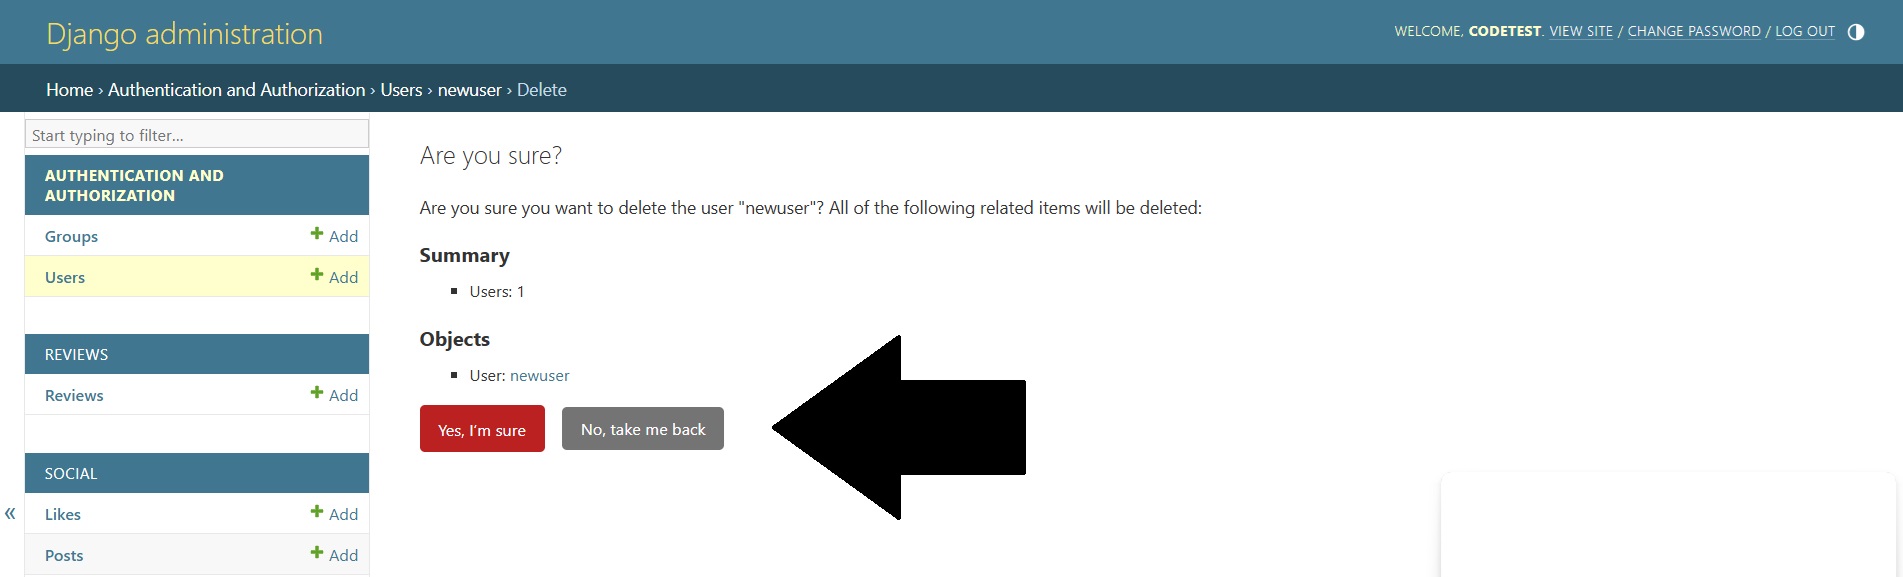 Django administration
WELCOME, CODETEST. VIEW SITE / CHANGE PASSWORD / LOG OUT
Home › Authentication and Authorization › Users › newuser › Delete
Start typing to filter...
AUTHENTICATION AND
AUTHORIZATION
Groups
+ Add
Users
+ Add
REVIEWS
Reviews
+ Add
SOCIAL
«
Likes
+ Add
Posts
+ Add
Are you sure?
Are you sure you want to delete the user "newuser"? All of the following related items will be deleted:
Summary
▪ Users: 1
Objects
▪ User: newuser
Yes, I’m sure
No, take me back